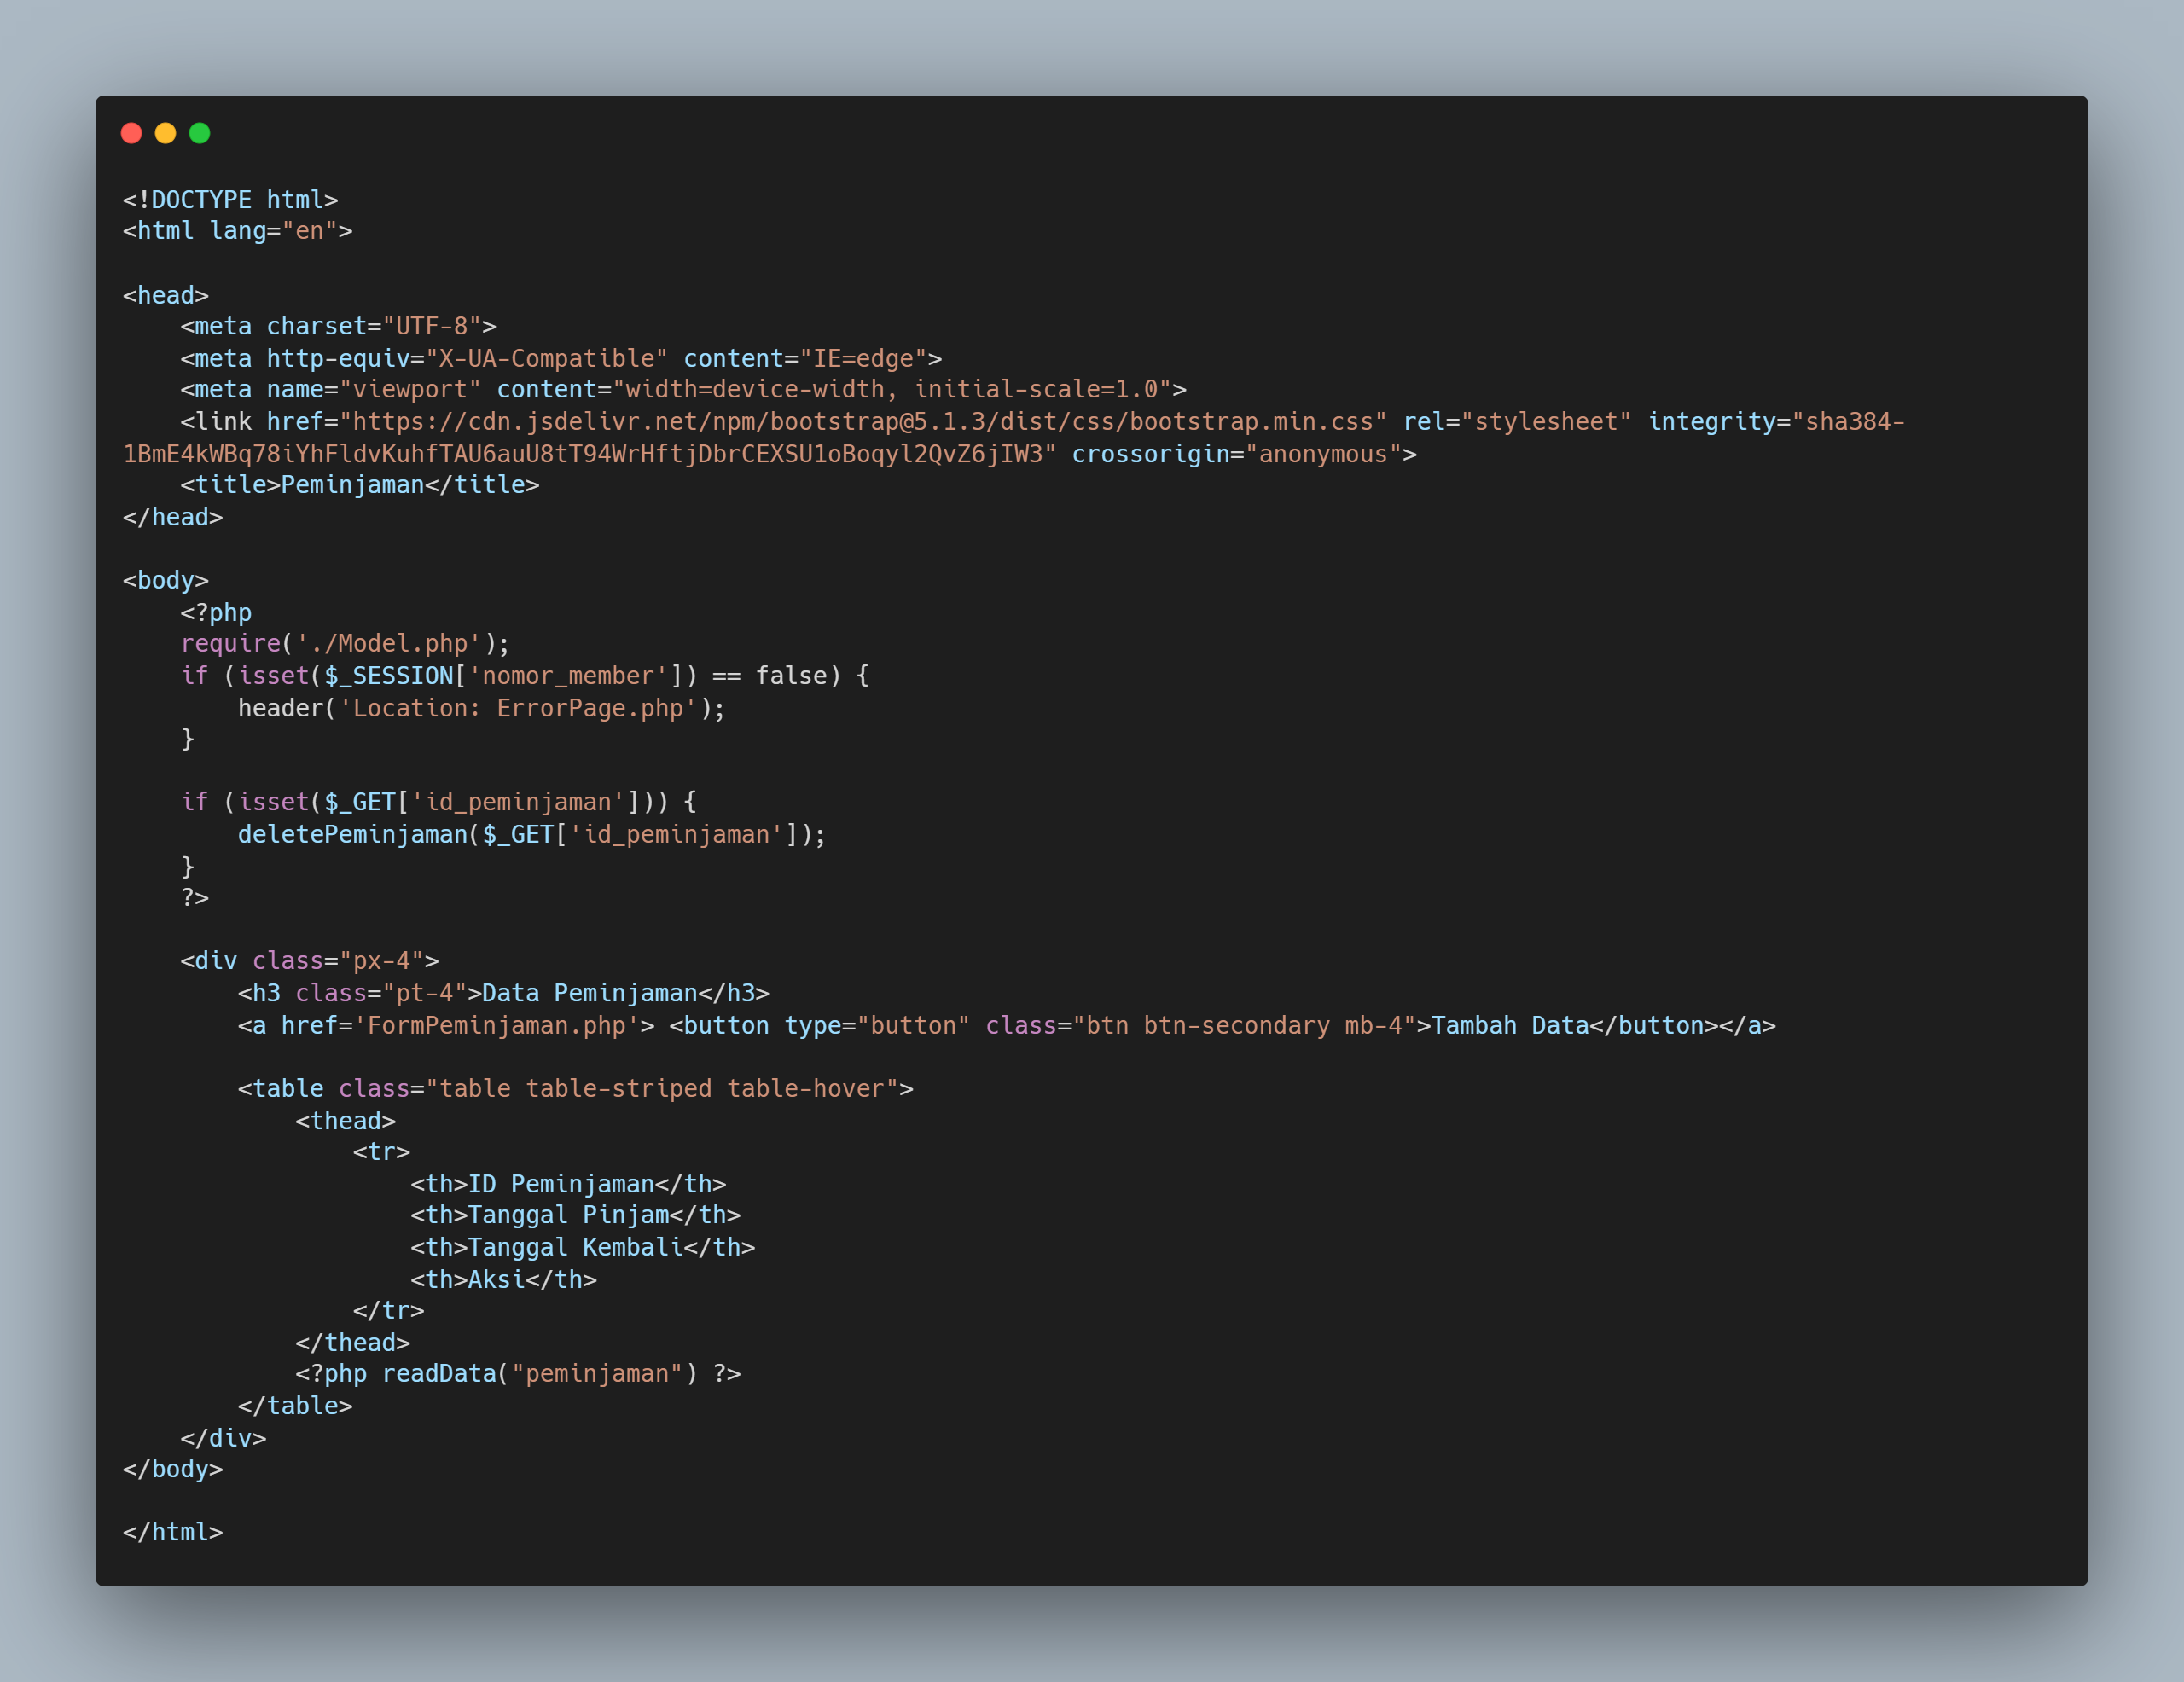 <!DOCTYPE html>
<html lang="en">

<head>
    <meta charset="UTF-8">
    <meta http-equiv="X-UA-Compatible" content="IE=edge">
    <meta name="viewport" content="width=device-width, initial-scale=1.0">
    <link href="https://cdn.jsdelivr.net/npm/bootstrap@5.1.3/dist/css/bootstrap.min.css" rel="stylesheet" integrity="sha384-
1BmE4kWBq78iYhFldvKuhfTAU6auU8tT94WrHftjDbrCEXSU1oBoqyl2QvZ6jIW3" crossorigin="anonymous">
    <title>Peminjaman</title>
</head>

<body>
    <?php
    require('./Model.php');
    if (isset($_SESSION['nomor_member']) == false) {
        header('Location: ErrorPage.php');
    }

    if (isset($_GET['id_peminjaman'])) {
        deletePeminjaman($_GET['id_peminjaman']);
    }
    ?>

    <div class="px-4">
        <h3 class="pt-4">Data Peminjaman</h3>
        <a href='FormPeminjaman.php'> <button type="button" class="btn btn-secondary mb-4">Tambah Data</button></a>

        <table class="table table-striped table-hover">
            <thead>
                <tr>
                    <th>ID Peminjaman</th>
                    <th>Tanggal Pinjam</th>
                    <th>Tanggal Kembali</th>
                    <th>Aksi</th>
                </tr>
            </thead>
            <?php readData("peminjaman") ?>
        </table>
    </div>
</body>

</html>